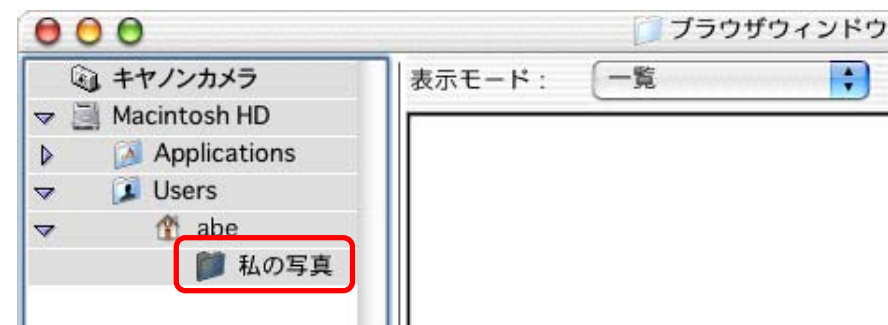 ブラウザウィンドウ
キヤノンカメラ
表示モード： 一覧
Macintosh HD
Applications
Users
abe
私の写真